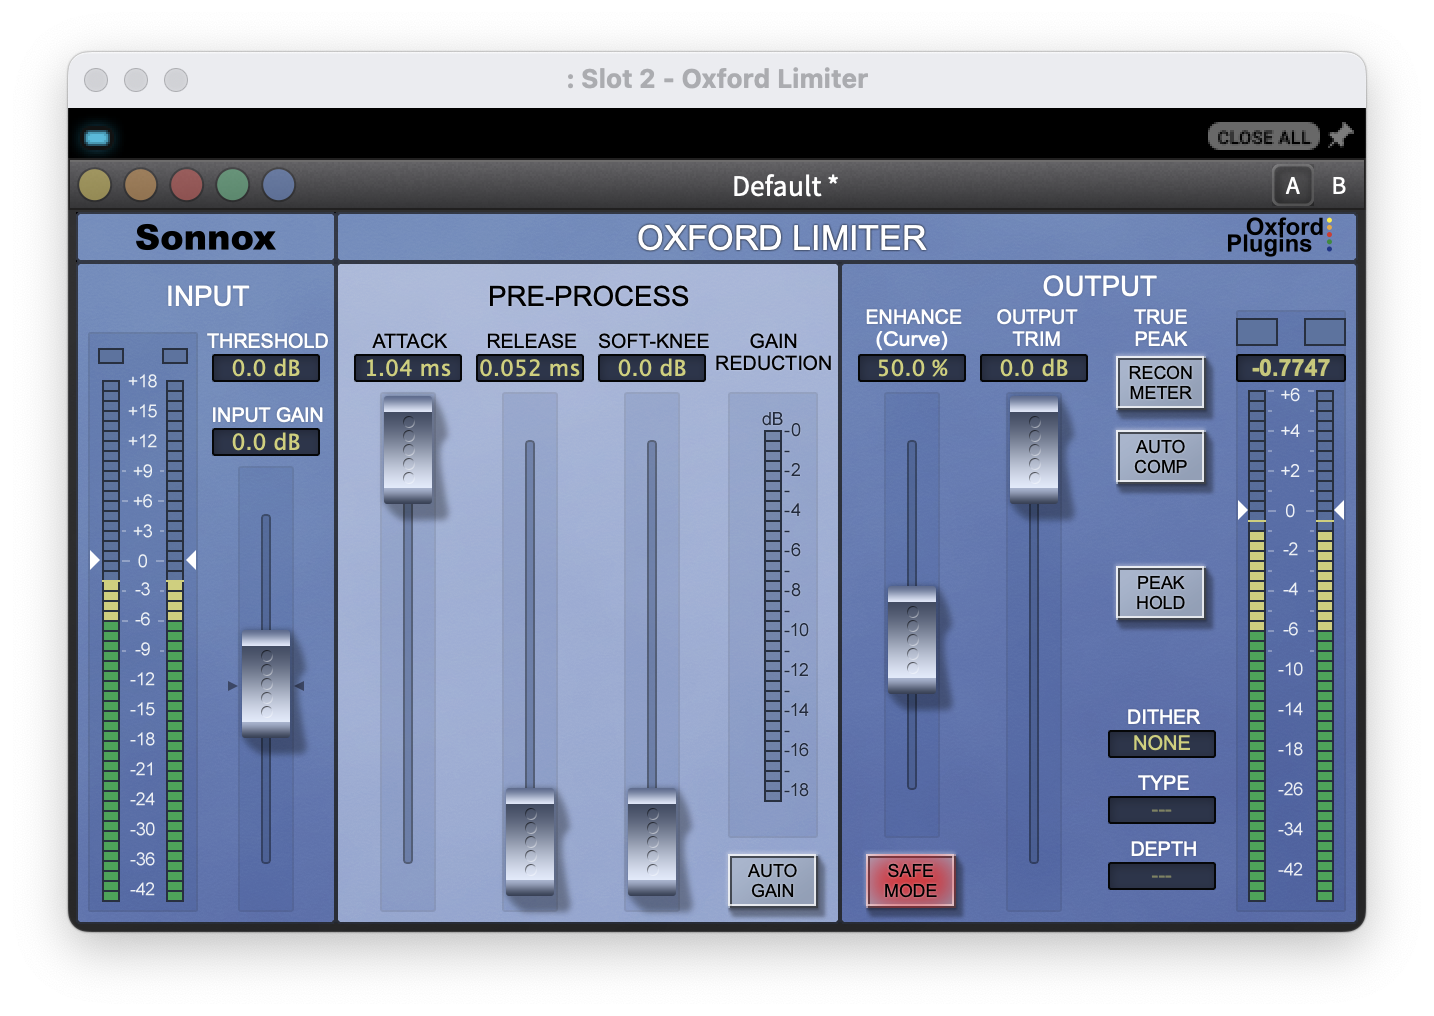 : Slot 2 - Oxford Limiter
CLOSE ALL
Default *
A B
Sonnox
OXFORD LIMITER
Oxford
Plugins
INPUT
THRESHOLD
0.0 dB
INPUT GAIN
0.0 dB
+18
+15
+12
+9
+6
+3
0
-3
-6
-9
-12
-15
-18
-21
-24
-30
-36
-42
PRE-PROCESS
ATTACK
1.04 ms
RELEASE
0.052 ms
SOFT-KNEE
0.0 dB
GAIN
REDUCTION
dB
-0
-2
-4
-6
-8
-10
-12
-14
-16
-18
AUTO
GAIN
OUTPUT
ENHANCE
(Curve)
50.0 %
SAFE
MODE
OUTPUT
TRIM
0.0 dB
TRUE
PEAK
RECON
METER
AUTO
COMP
PEAK
HOLD
DITHER
NONE
TYPE
---
DEPTH
---
-0.7747
+6
+4
+2
0
-2
-4
-6
-10
-14
-18
-26
-34
-42